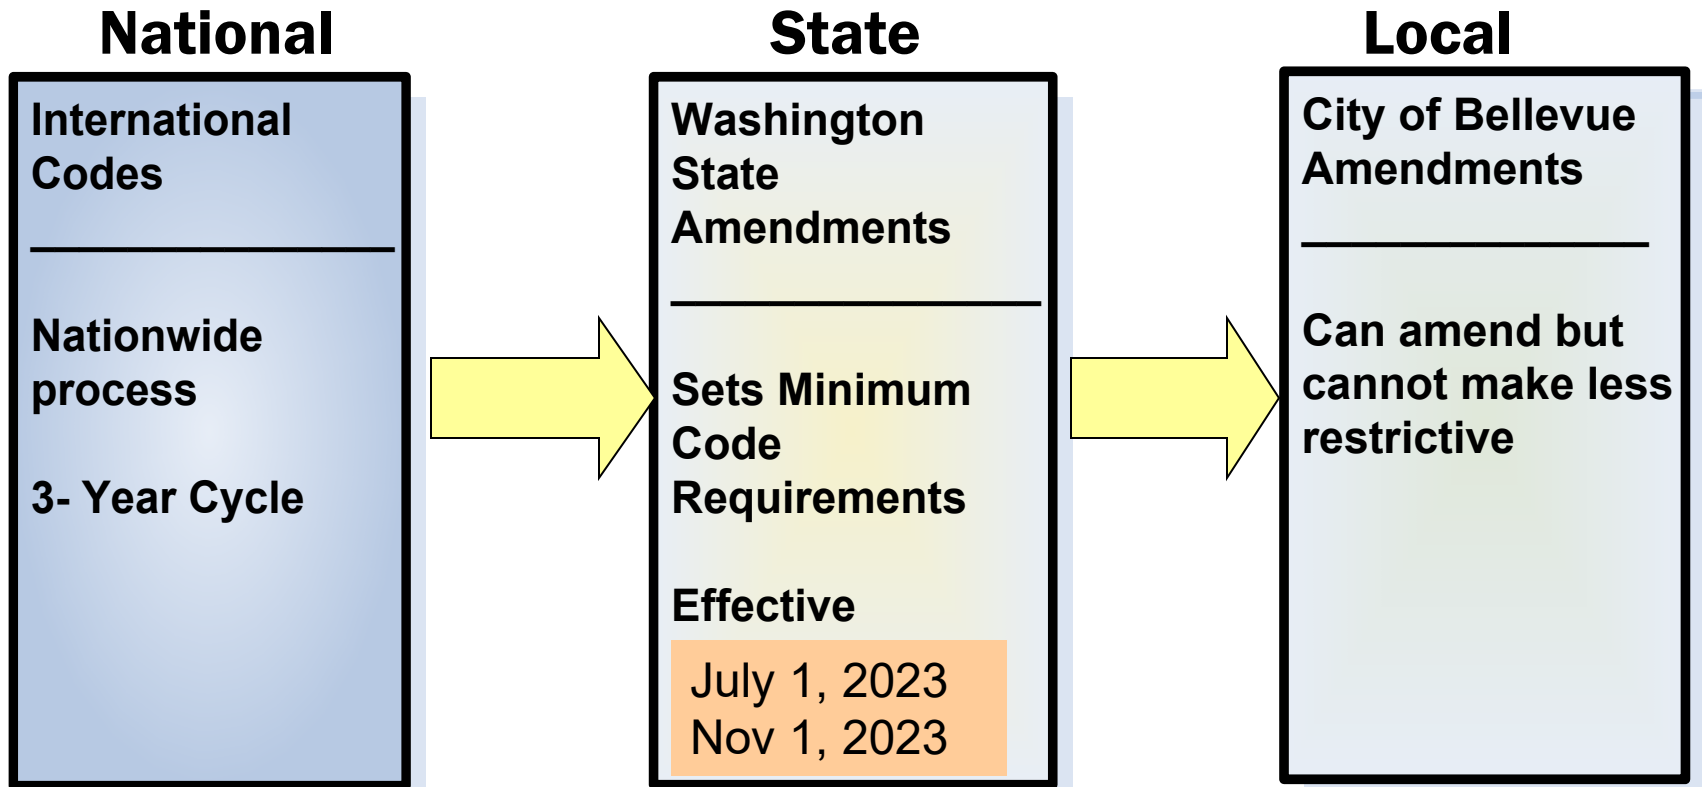 National
International
Codes
Nationwide
process
3- Year Cycle
State
Washington
State
Amendments
Sets Minimum
Code
Requirements
Effective
July 1, 2023
Nov 1, 2023
Local
City of Bellevue
Amendments
Can amend but
cannot make less
restrictive